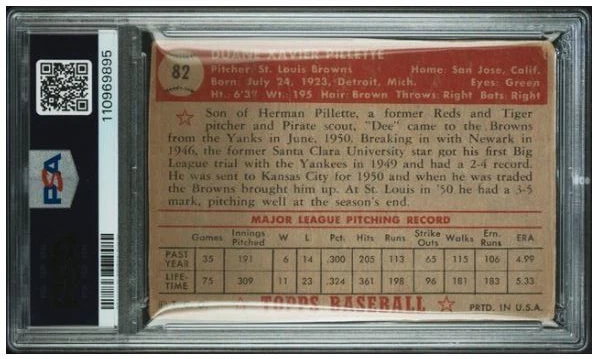 DUANE XAVIER PILLETTE
82
Pitcher: St. Louis Browns Home: San Jose, Calif.
Born: July 24, 1923, Detroit, Mich. Eyes: Green
Ht.: 6'3½ Wt.: 195 Hair: Brown Throws: Right Bats: Right
☆ Son of Herman Pillette, a former Reds and Tiger
pitcher and Pirate scout, "Dee" came to the Browns
from the Yanks in June, 1950. Breaking in with Newark in
1946, the former Santa Clara University star got his first Big
League trial with the Yankees in 1949 and had a 2-4 record.
He was sent to Kansas City for 1950 and when he was traded
the Browns brought him up. At St. Louis in '50 he had a 3-5
mark, pitching well at the season's end.
MAJOR LEAGUE PITCHING RECORD
Games Innings Pitched W L Pct. Hits Runs Strike Outs Walks Ern. Runs ERA
PAST YEAR 35 191 6 14 .300 205 113 65 115 106 4.99
LIFE-TIME 75 309 11 23 .324 361 198 96 181 183 5.33
☆ TOPPS BASEBALL ☆ PRTD. IN U.S.A.
PSA
110969895